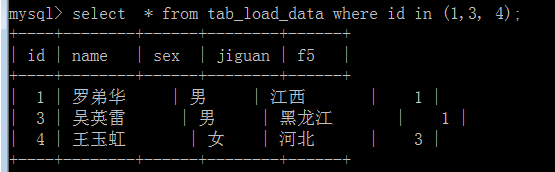 mysql> select  * from tab_load_data where id in (1,3, 4);
+----+--------+------+--------+------+
| id | name   | sex  | jiguan | f5   |
+----+--------+------+--------+------+
|  1 | 罗弟华     | 男    | 江西      |    1 |
|  3 | 吴英雷      | 男    | 黑龙江       |    1 |
|  4 | 王玉虹       | 女   | 河北      |    3 |
+----+--------+------+--------+------+